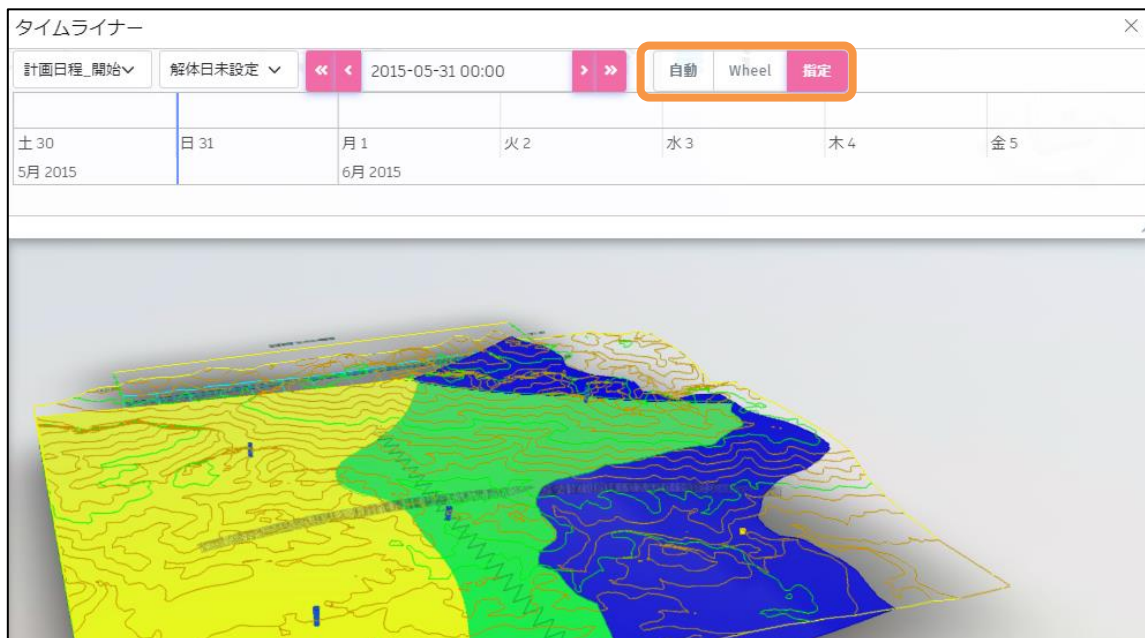 タイムライナー ×
計画日程_開始 解体日未設定 « ‹ 2015-05-31 00:00 › » 自動 Wheel 指定
土 30 日 31 月 1 火 2 水 3 木 4 金 5
5月 2015 6月 2015